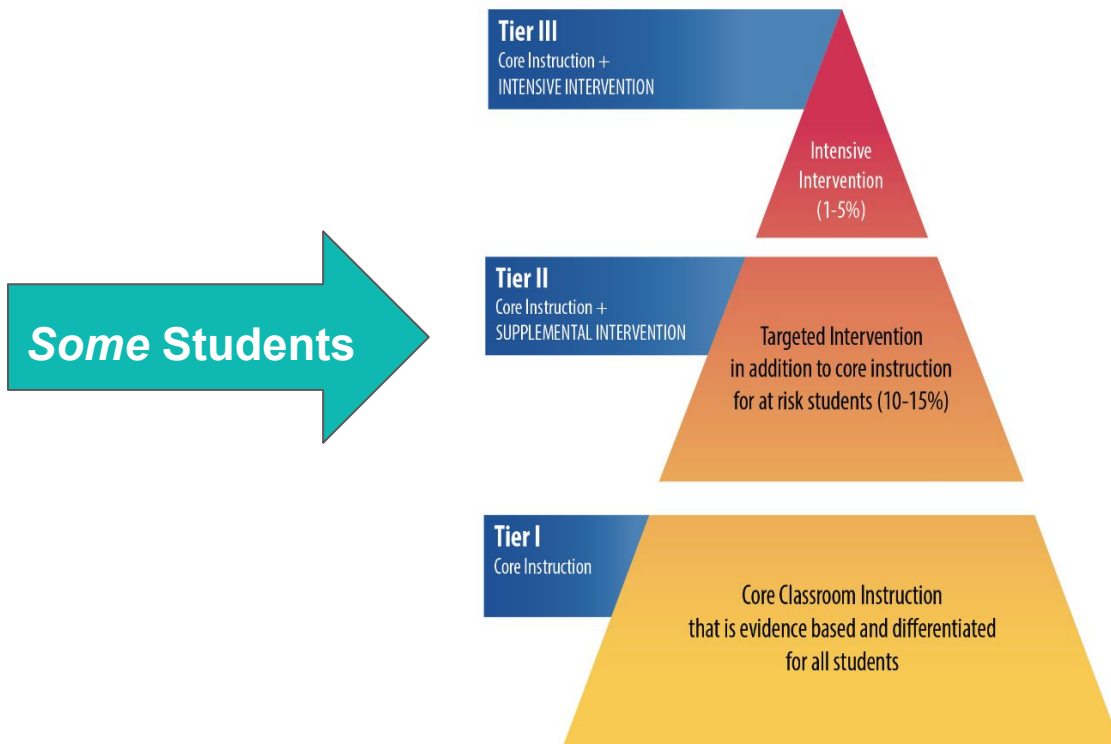 Tier III
Core Instruction +
INTENSIVE INTERVENTION
Intensive
Intervention
(1-5%)
Some Students
Tier II
Core Instruction +
SUPPLEMENTAL INTERVENTION
Targeted Intervention
in addition to core instruction
for at risk students (10-15%)
Tier I
Core Instruction
Core Classroom Instruction
that is evidence based and differentiated
for all students